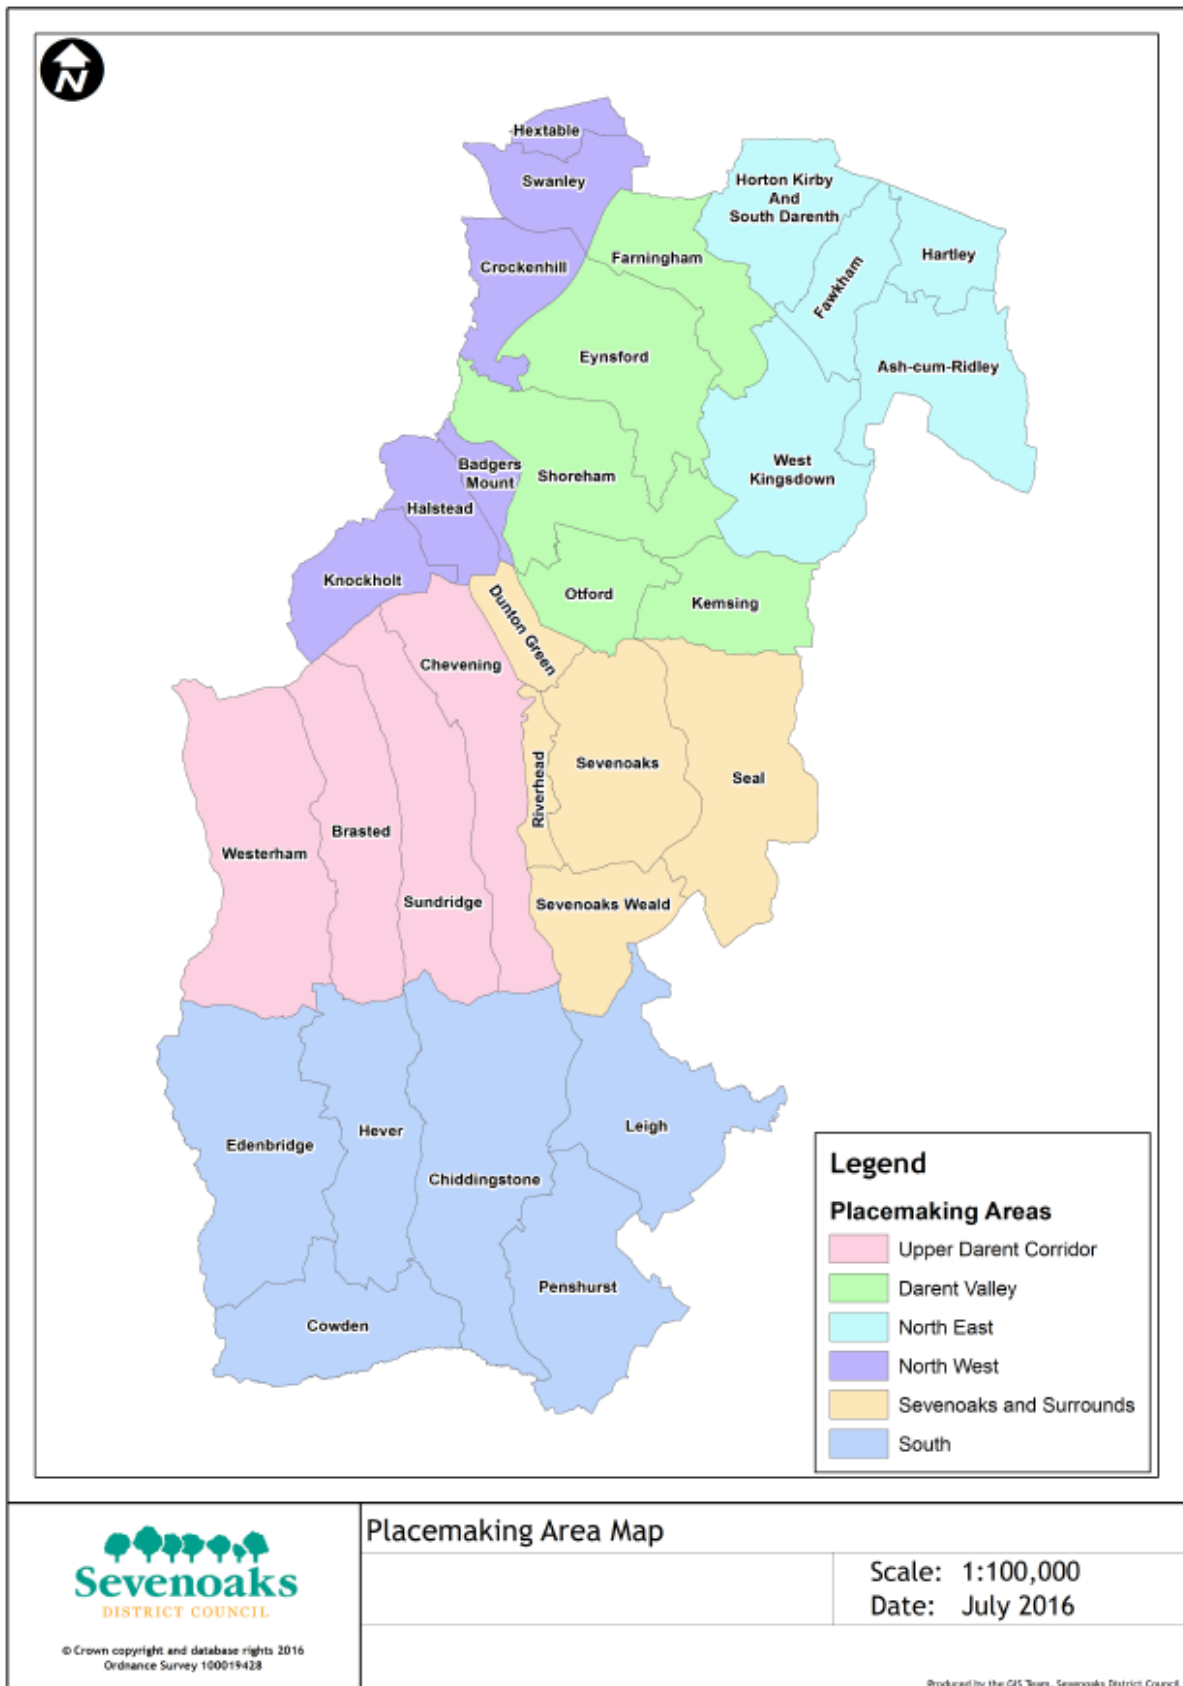 N
Hextable
Swanley
Horton Kirby
And
South Darenth
Crockenhill
Farningham
Fawkham
Hartley
Eynsford
Ash-cum-Ridley
Badgers
Mount
Shoreham
West
Kingsdown
Halstead
Knockholt
Otford
Kemsing
Dunton Green
Chevening
Riverhead
Sevenoaks
Seal
Brasted
Westerham
Sundridge
Sevenoaks Weald
Edenbridge
Hever
Leigh
Chiddingstone
Penshurst
Cowden
Legend
Placemaking Areas
Upper Darent Corridor
Darent Valley
North East
North West
Sevenoaks and Surrounds
South
Sevenoaks
DISTRICT COUNCIL
© Crown copyright and database rights 2016
Ordnance Survey 100019428
Placemaking Area Map
Scale: 1:100,000
Date: July 2016
Produced by the GIS Team, Sevenoaks District Council